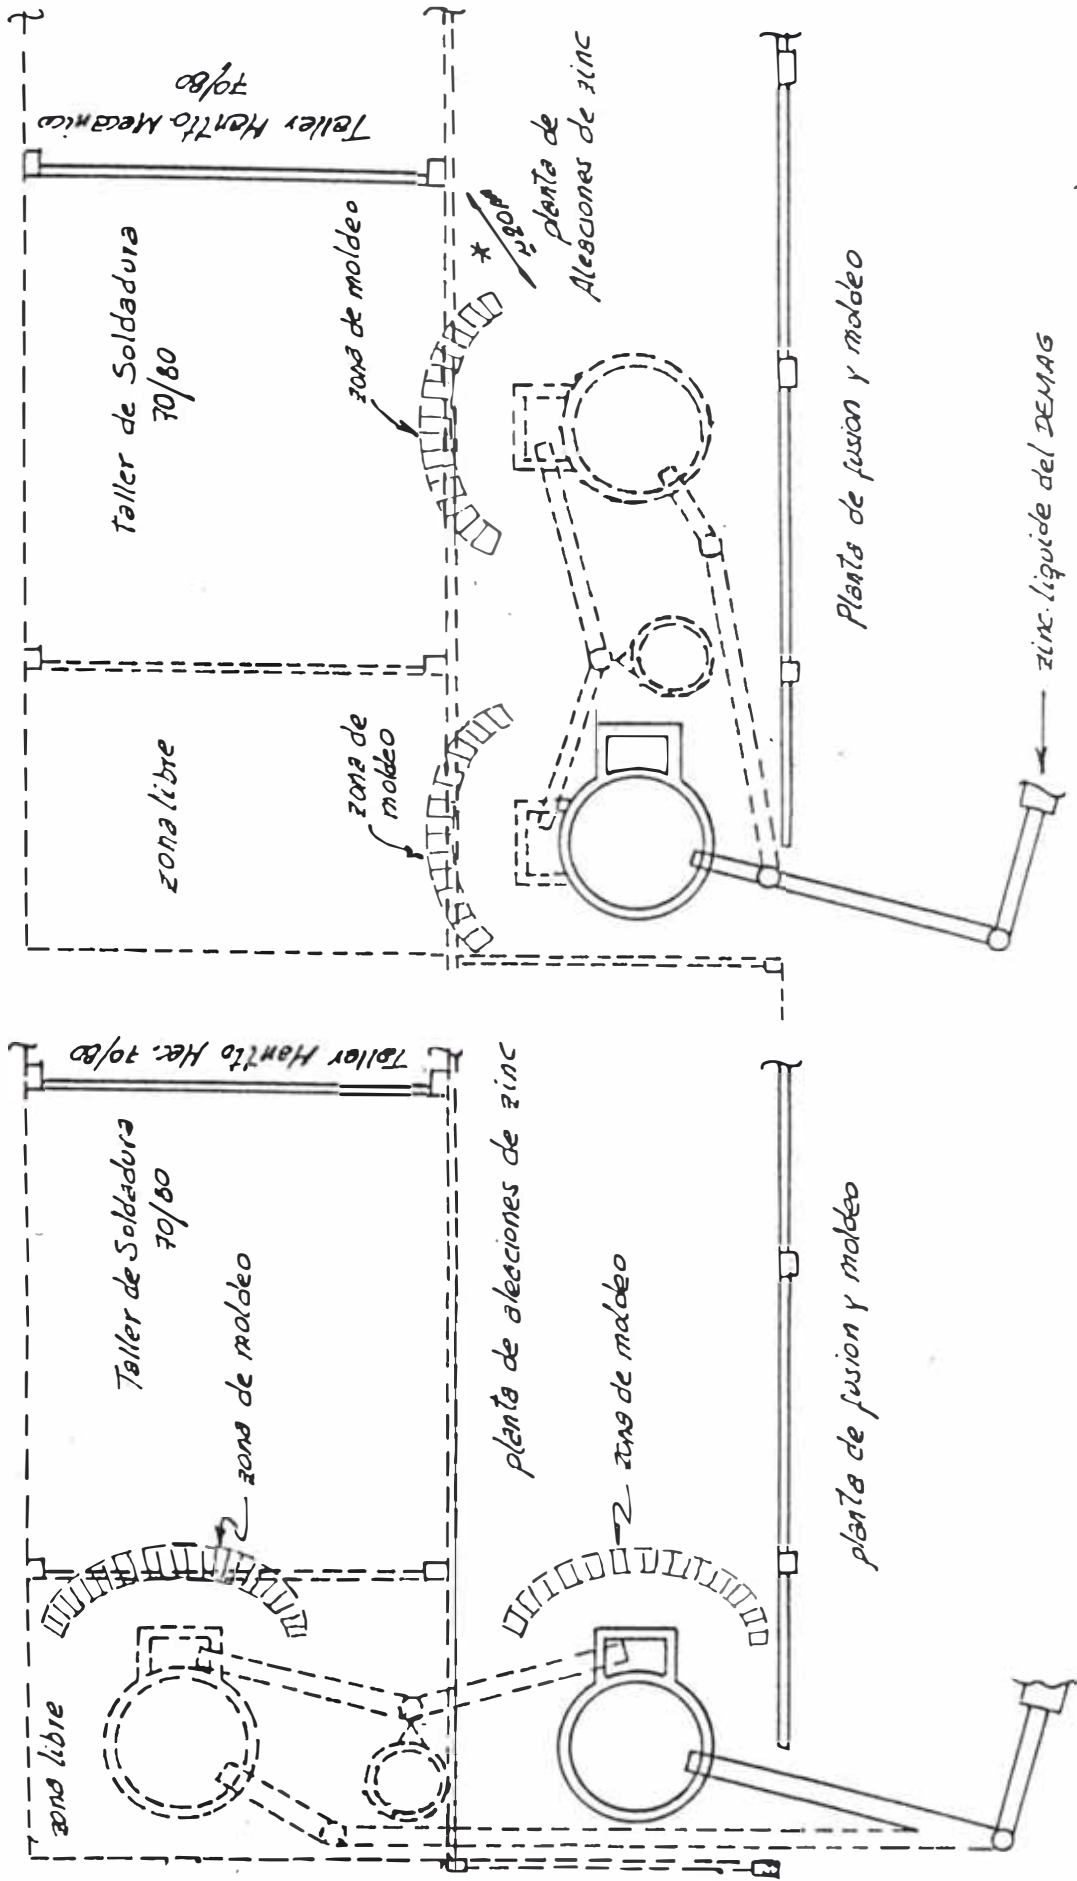 Taller de Soldadura
70/80
zona de moldeo
Taller Mantto Mecanico
70/80
≈ 20 m
*
planta de
Aleaciones de zinc
zona libre
zona de
moldeo
Planta de fusion y moldeo
zinc. liquide del DEMAG
Taller de Soldadura
70/80
Taller Mantto Mec. 70/80
zona de moldeo
zona libre
planta de aleaciones de zinc
zona de moldeo
planta de fusion y moldeo